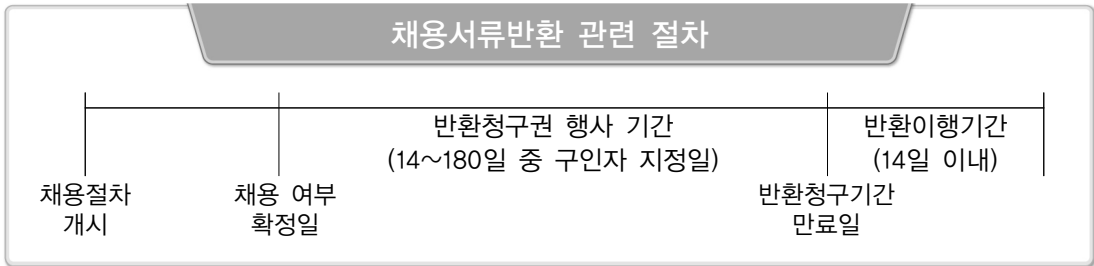 채용서류반환 관련 절차
반환청구권 행사 기간
(14~180일 중 구인자 지정일)
반환이행기간
(14일 이내)
채용절차
개시
채용 여부
확정일
반환청구기간
만료일